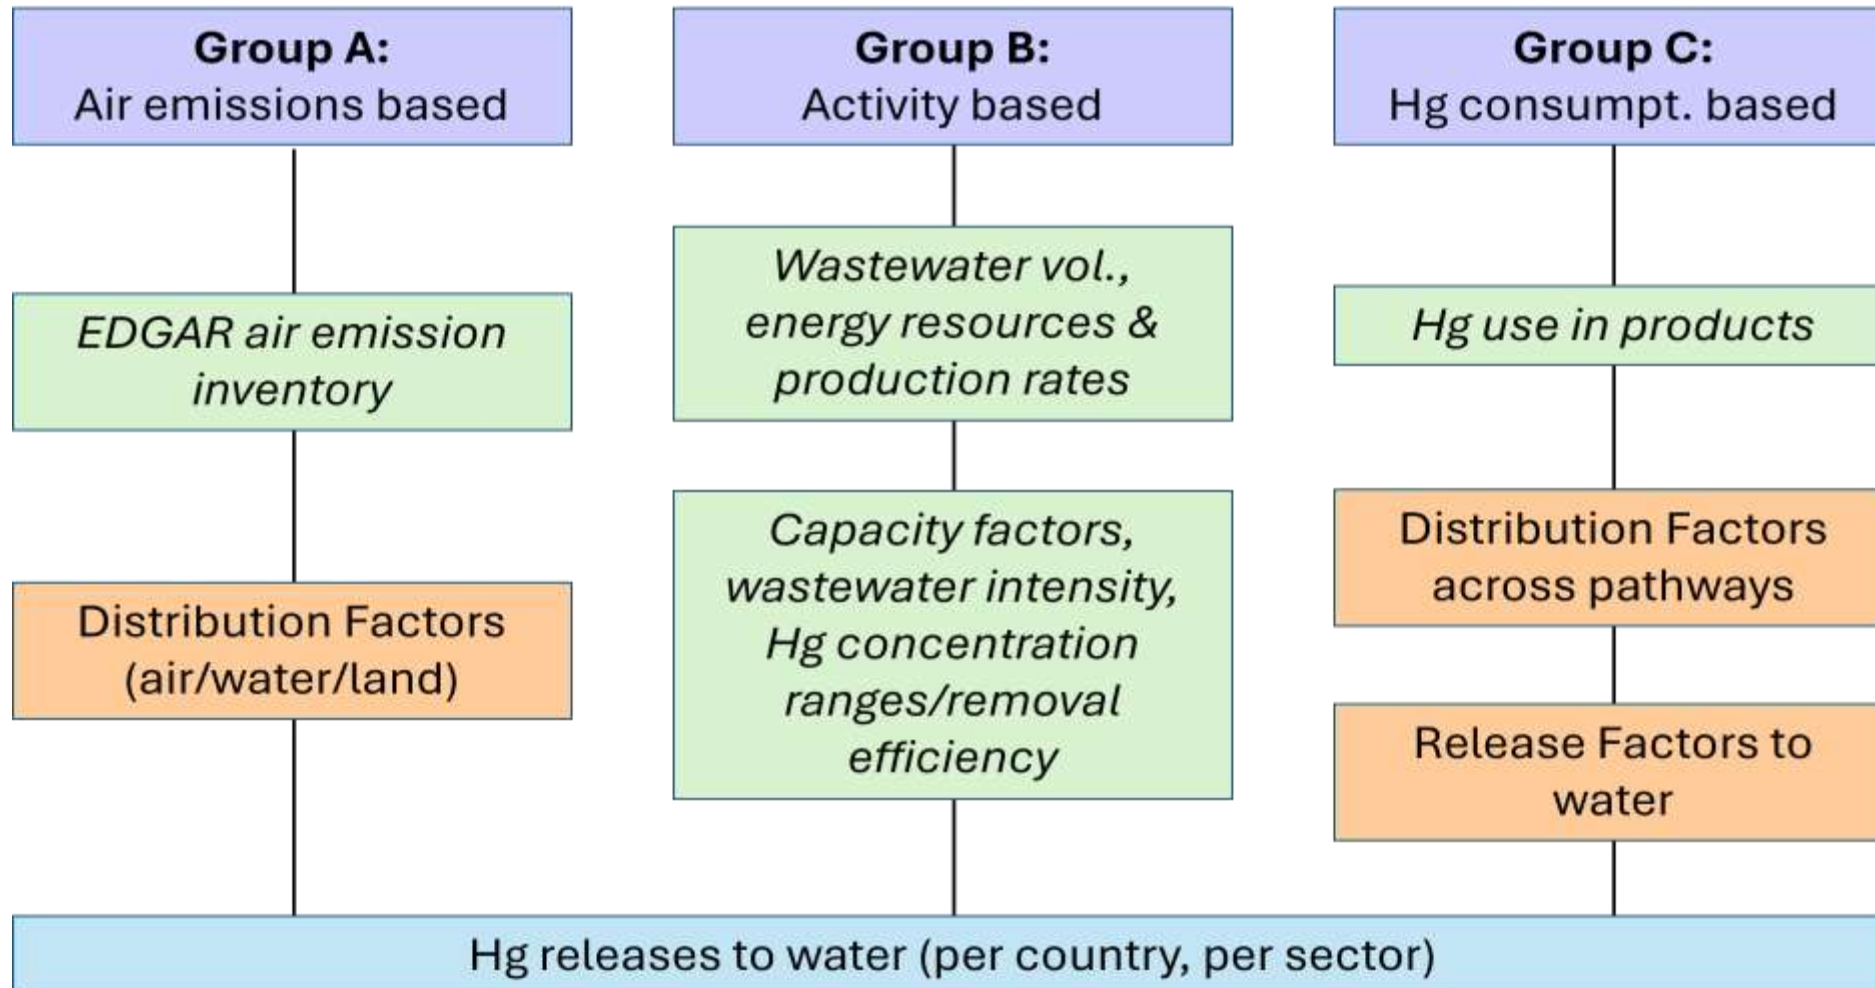 Group A:
Air emissions based
EDGAR air emission
inventory
Distribution Factors
(air/water/land)
Group B:
Activity based
Wastewater vol.,
energy resources &
production rates
Capacity factors,
wastewater intensity,
Hg concentration
ranges/removal
efficiency
Group C:
Hg consumpt. based
Hg use in products
Distribution Factors
across pathways
Release Factors to
water
Hg releases to water (per country, per sector)